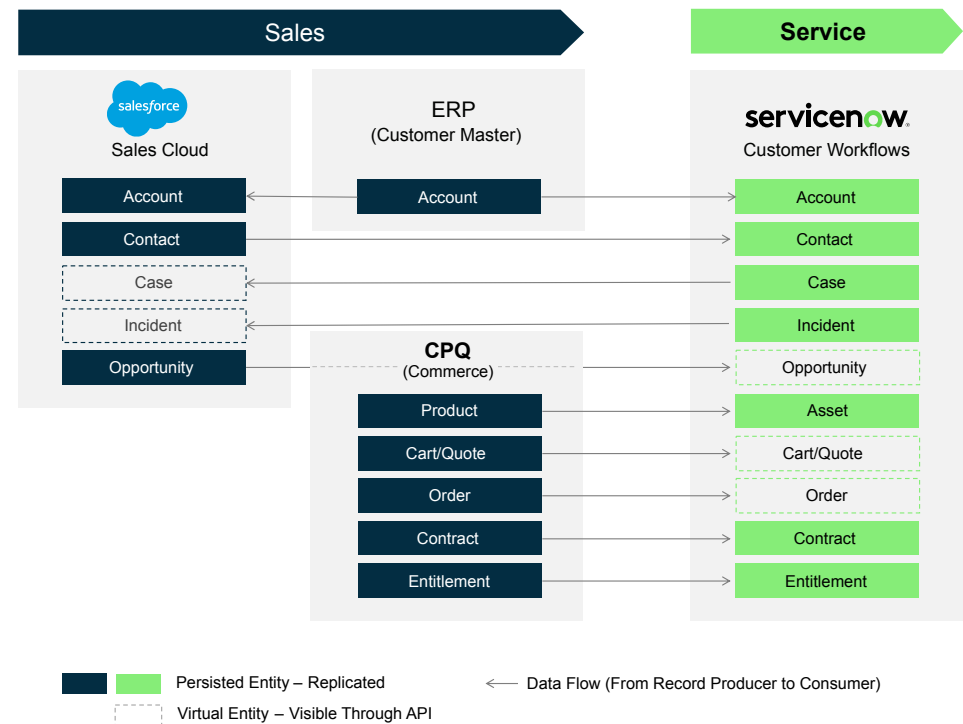 Sales
Service
salesforce
Sales Cloud
ERP
(Customer Master)
servicenow
Customer Workflows
Account
Account
Account
Contact
Contact
Case
Case
Incident
Incident
CPQ
(Commerce)
Opportunity
Opportunity
Product
Asset
Cart/Quote
Cart/Quote
Order
Order
Contract
Contract
Entitlement
Entitlement
Persisted Entity – Replicated
Data Flow (From Record Producer to Consumer)
Virtual Entity – Visible Through API